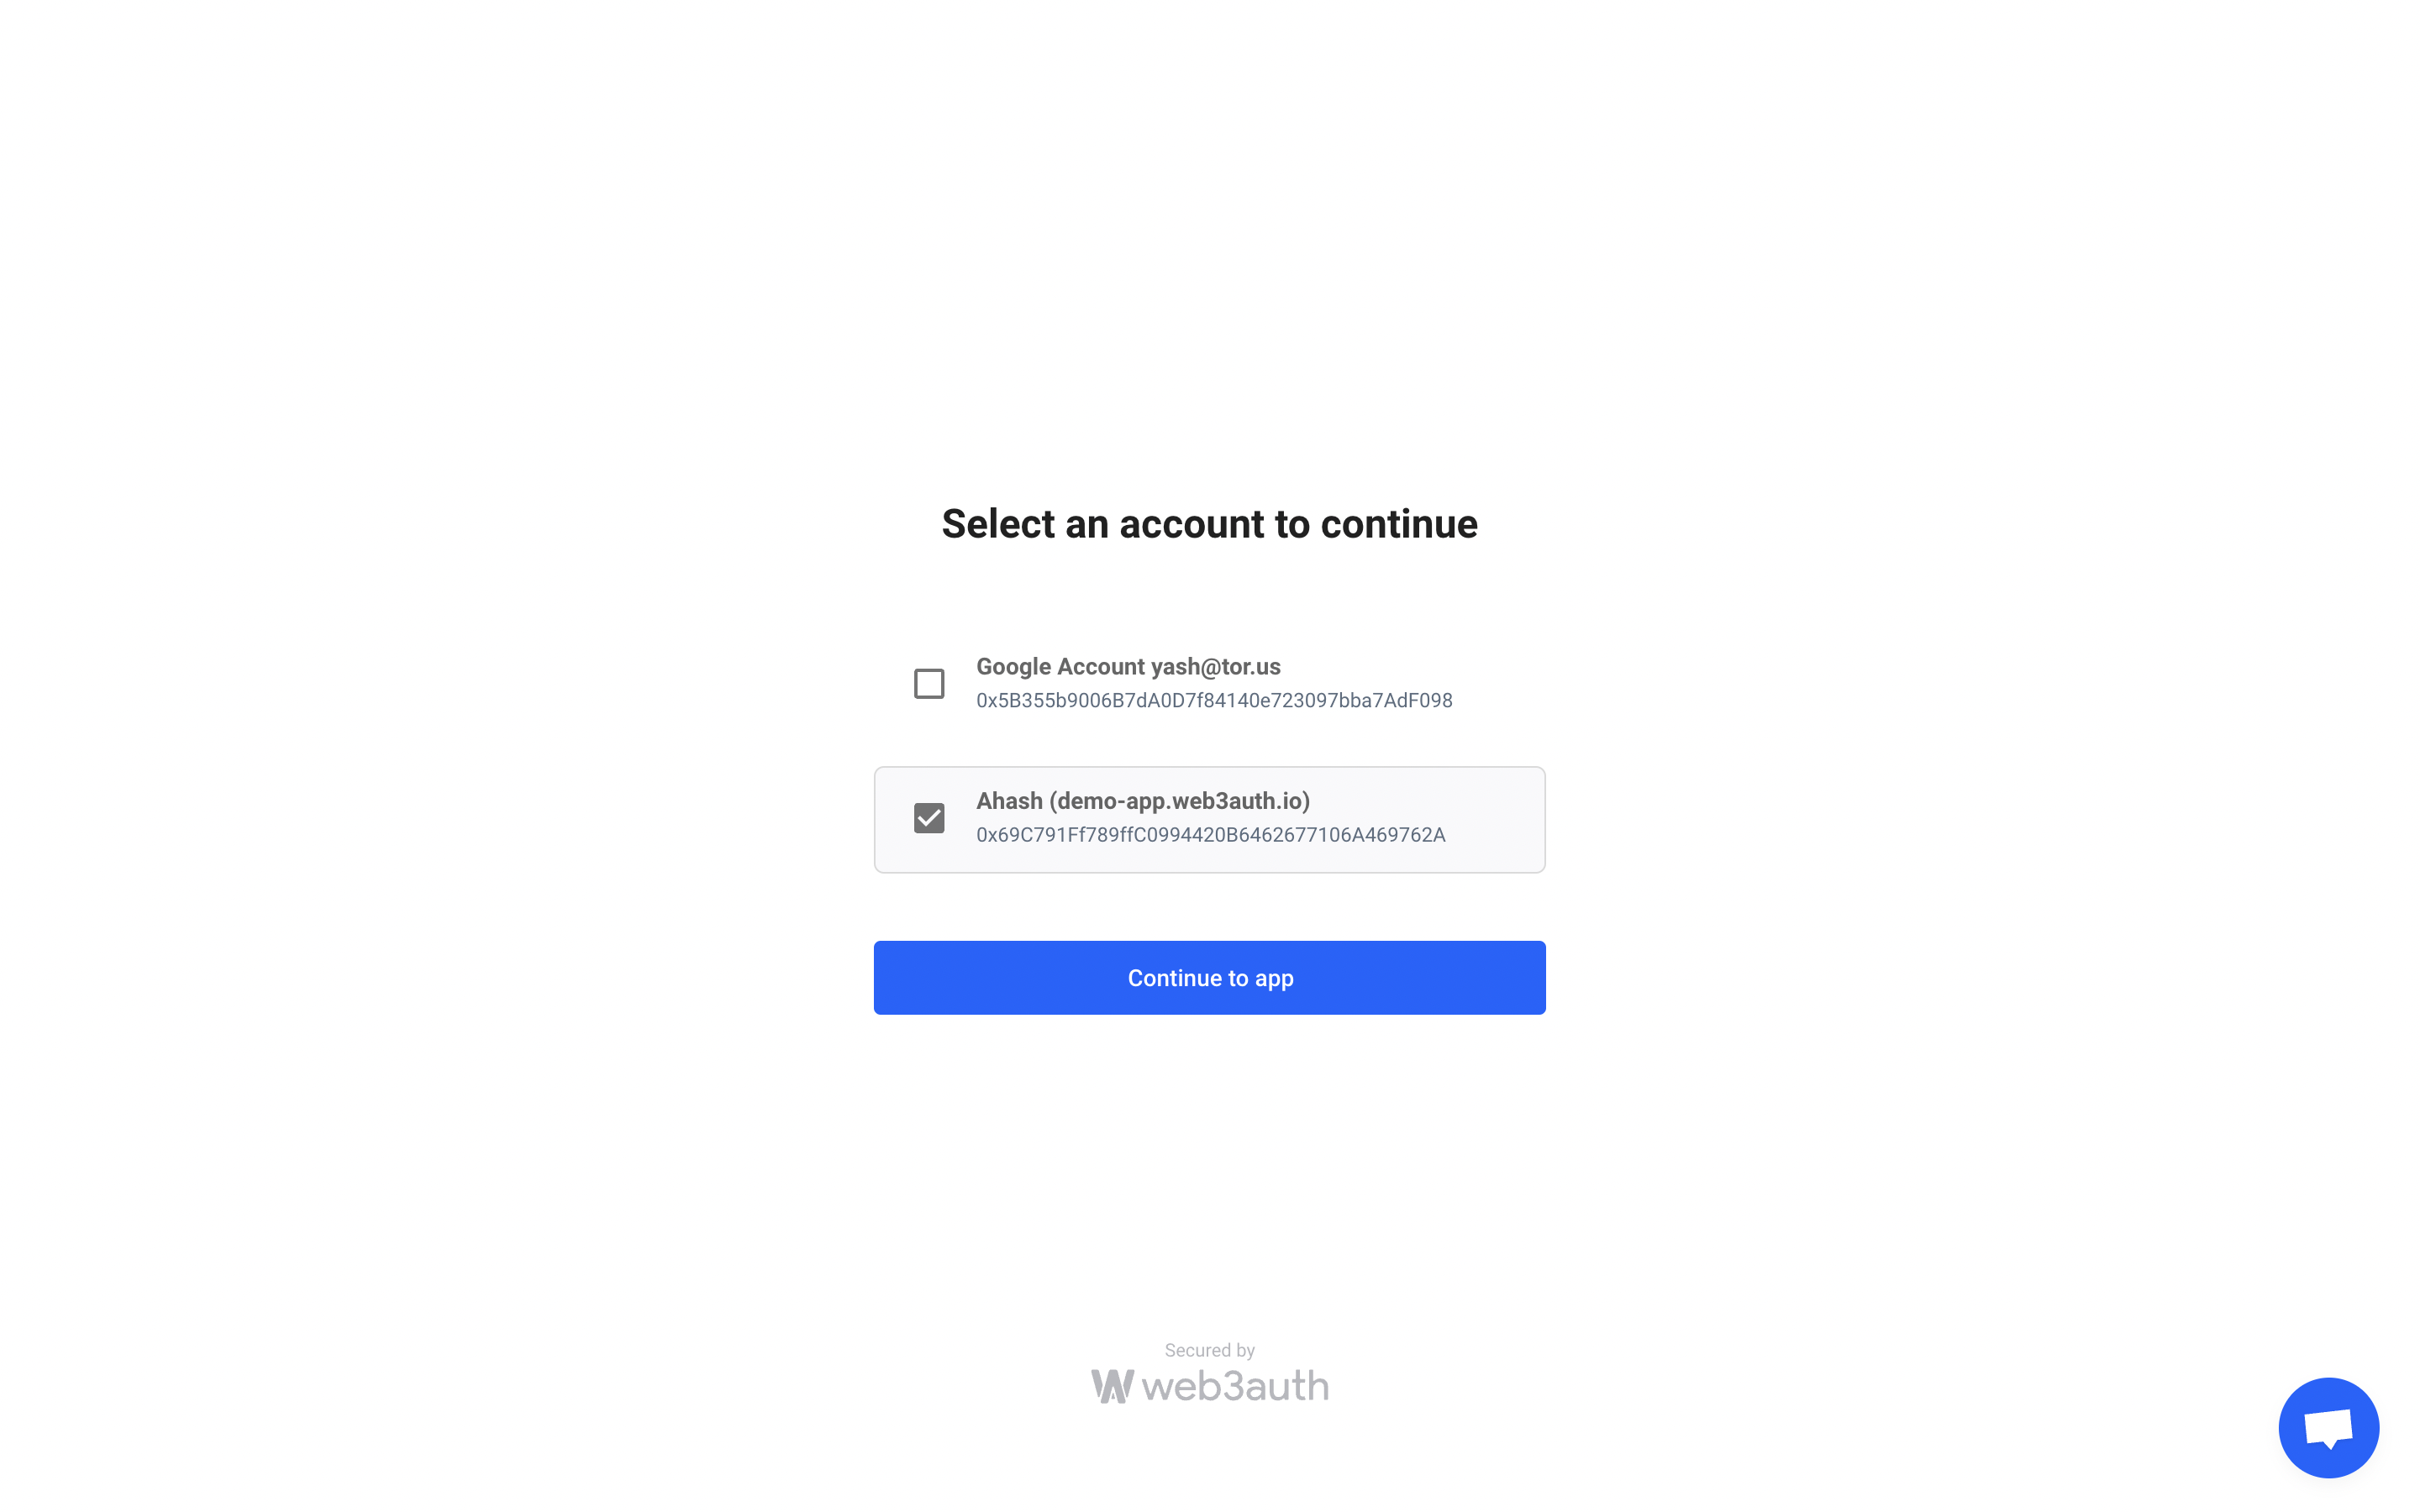 Select an account to continue
Google Account yash@tor.us
0x5B355b9006B7dA0D7f84140e723097bba7AdF098
Ahash (demo-app.web3auth.io)
0x69C791Ff789ffC0994420B6462677106A469762A
Continue to app
Secured by
web3auth